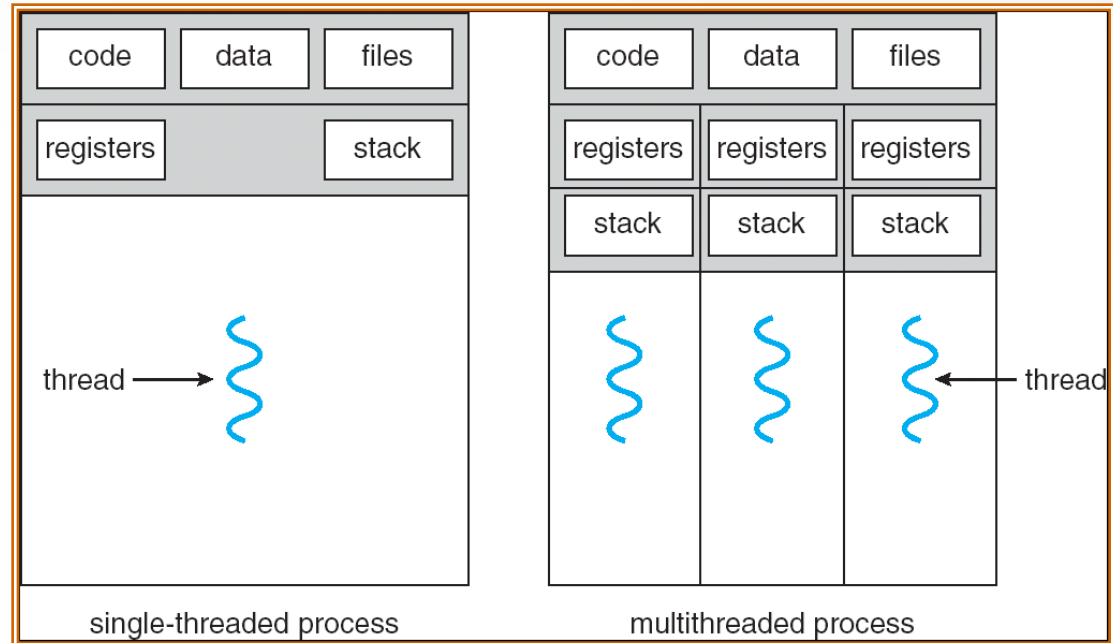 code data files
registers stack
thread
single-threaded process
code data files
registers registers registers
stack stack stack
thread
multithreaded process